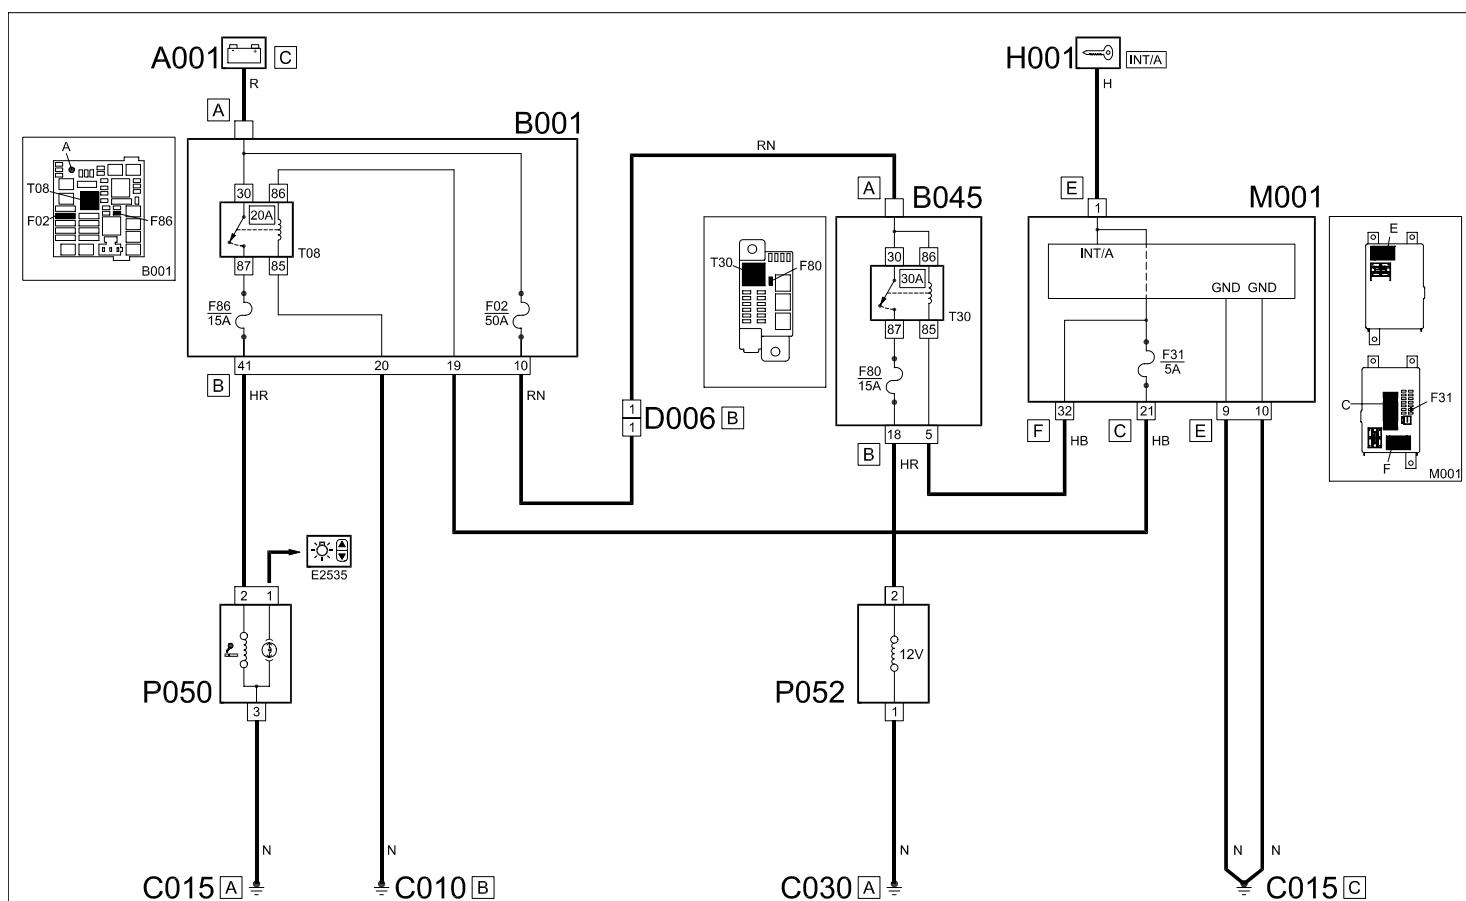 A001 C
H001 INT/A
R
H
A
B001
RN
A
B045
E
1
M001
A
T08
F02
F86
B001
30 86
20A
T08
87 85
F86
15A
F02
50A
41 20 19 10
B
HR
RN
T30
F80
30 86
30A
T30
87 85
F80
15A
18 5
B
HR
INT/A
GND GND
F31
5A
32 21 9 10
F
C
E
HB
HB
E
C
F31
F
M001
1
1
D006 B
E2535
2 1
P050
3
2
12V
P052
1
N
N
N
N
N
C015 A
C010 B
C030 A
C015 C